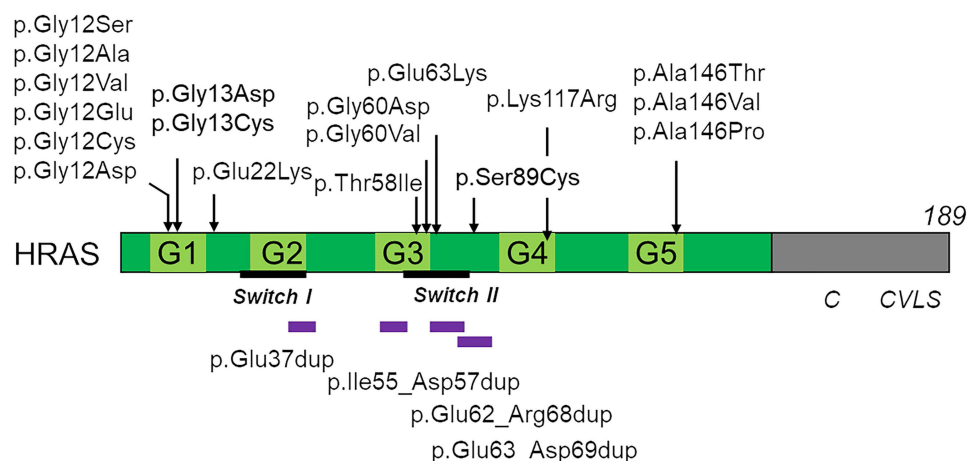 p.Gly12Ser
p.Gly12Ala
p.Gly12Val
p.Gly12Glu
p.Gly12Cys
p.Gly12Asp
p.Gly13Asp
p.Gly13Cys
p.Glu22Lys
p.Glu63Lys
p.Gly60Asp
p.Gly60Val
p.Thr58Ile
p.Lys117Arg
p.Ser89Cys
p.Ala146Thr
p.Ala146Val
p.Ala146Pro
189
HRAS
G1 G2 G3 G4 G5
Switch I Switch II
C CVLS
p.Glu37dup
p.Ile55_Asp57dup
p.Glu62_Arg68dup
p.Glu63_Asp69dup